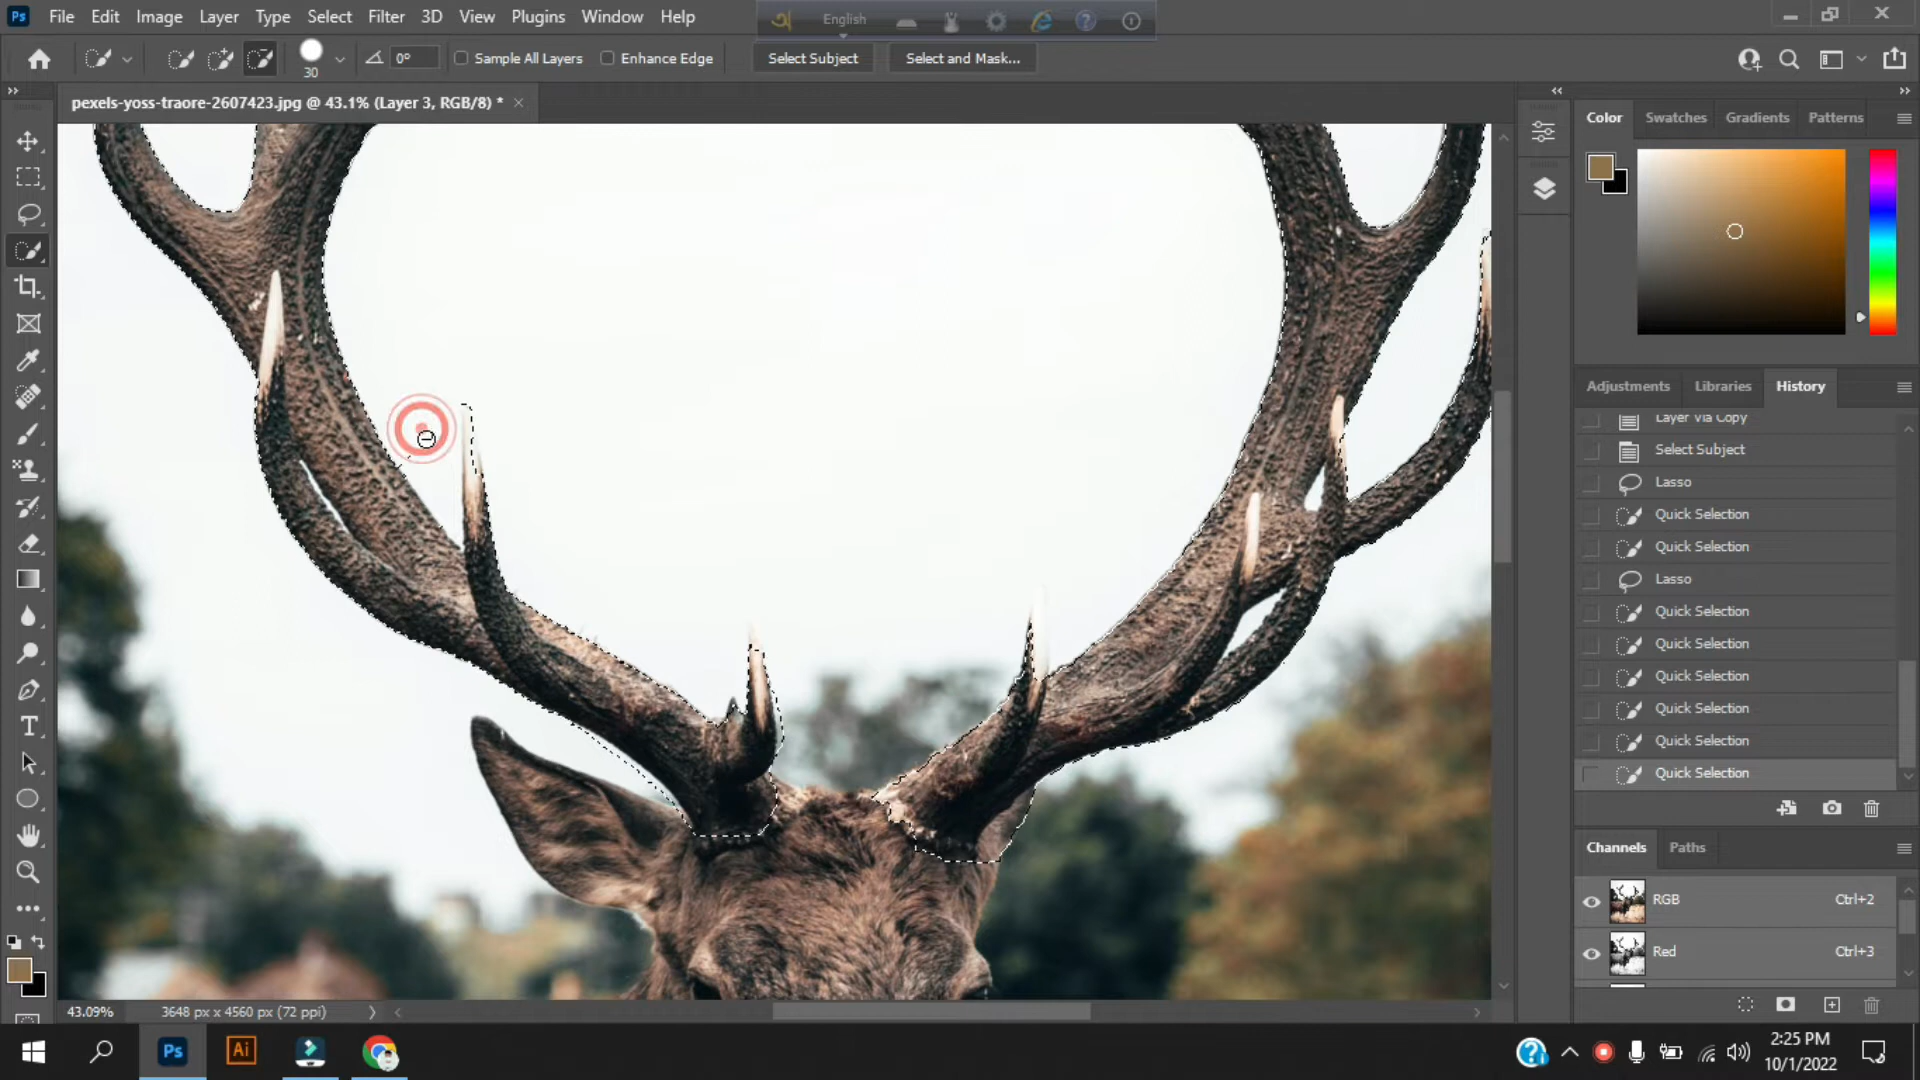 Ps File Edit Image Layer Type Select Filter 3D View Plugins Window Help
অ English
30
0°
Sample All Layers
Enhance Edge
Select Subject
Select and Mask...
pexels-yoss-traore-2607423.jpg @ 43.1% (Layer 3, RGB/8) *
Color Swatches Gradients Patterns
Adjustments Libraries History
Layer Via Copy
Select Subject
Lasso
Quick Selection
Quick Selection
Lasso
Quick Selection
Quick Selection
Quick Selection
Quick Selection
Quick Selection
Quick Selection
Channels Paths
RGB Ctrl+2
Red Ctrl+3
43.09% 3648 px x 4560 px (72 ppi)
Ps Ai
2:25 PM
10/1/2022